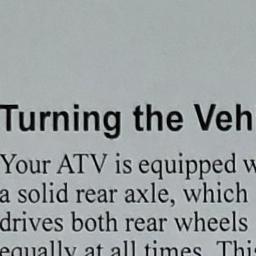 Turning the Veh
Your ATV is equipped w
a solid rear axle, which
drives both rear wheels
equally at all times. This